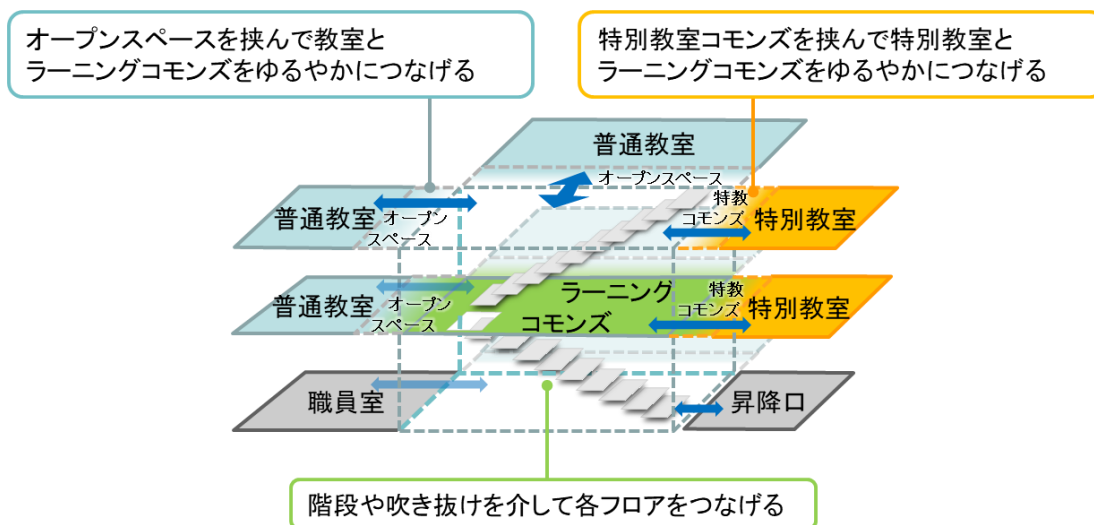 オープンスペースを挟んで教室と
ラーニングコモンズをゆるやかにつなげる
特別教室コモンズを挟んで特別教室と
ラーニングコモンズをゆるやかにつなげる
普通教室
オープンスペース
普通教室
オープン
スペース
特教
コモンズ
特別教室
普通教室
オープン
スペース
ラーニング
コモンズ
特教
コモンズ
特別教室
職員室
昇降口
階段や吹き抜けを介して各フロアをつなげる